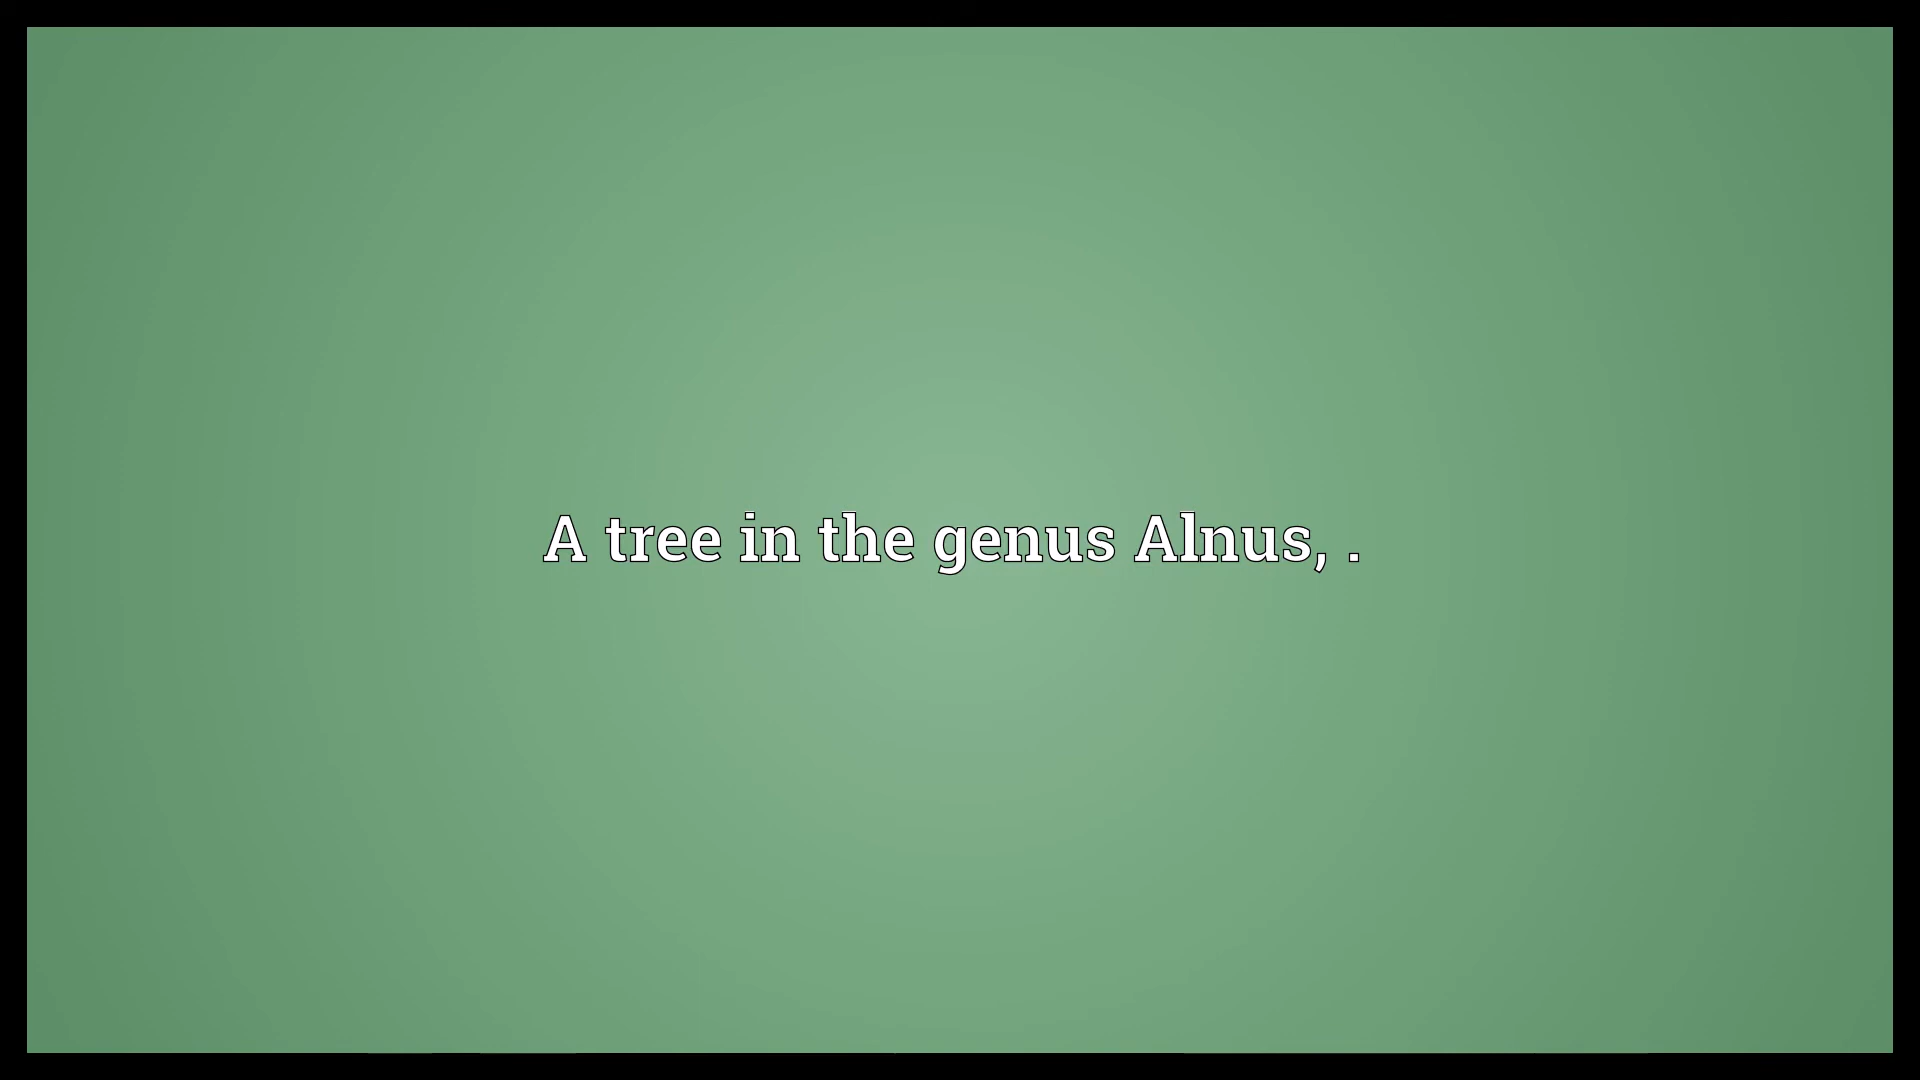 A tree in the genus Alnus, .